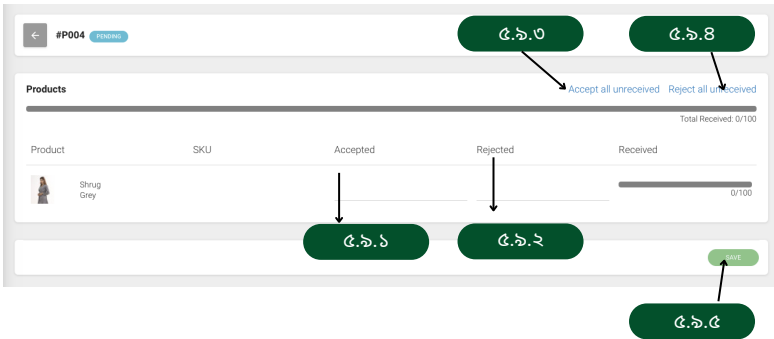 ৫.৯.৩ ৫.৯.৪
#P004 PENDING
Products Accept all unreceived Reject all unreceived
Total Received: 0/100
Product SKU Accepted Rejected Received
Shrug
Grey
0/100
৫.৯.১ ৫.৯.২
SAVE
৫.৯.৫